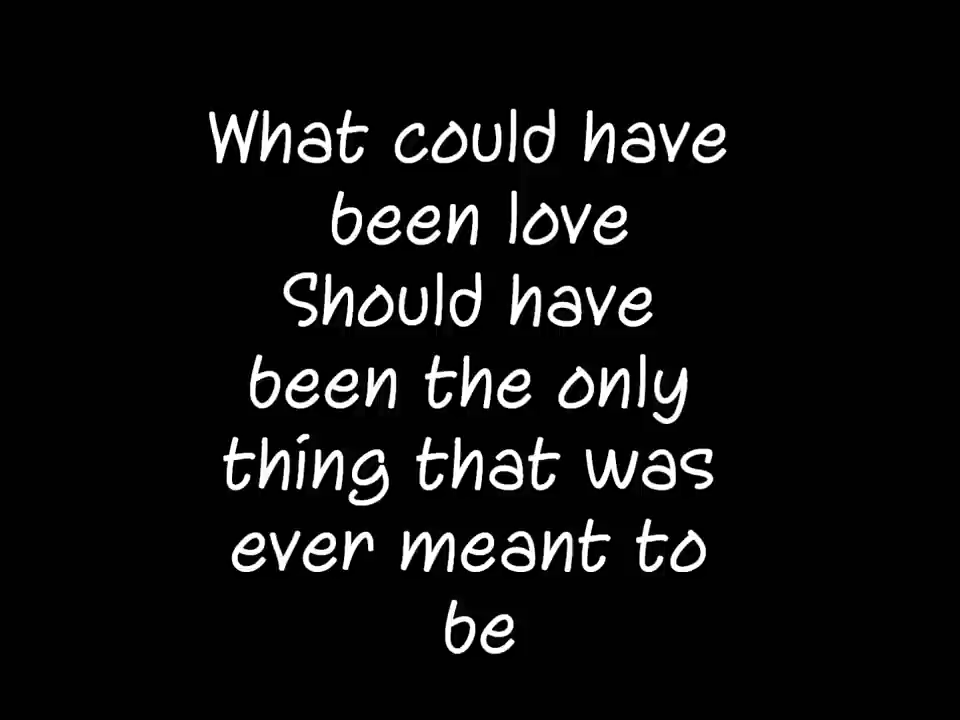 What could have
been love
Should have
been the only
thing that was
ever meant to
be